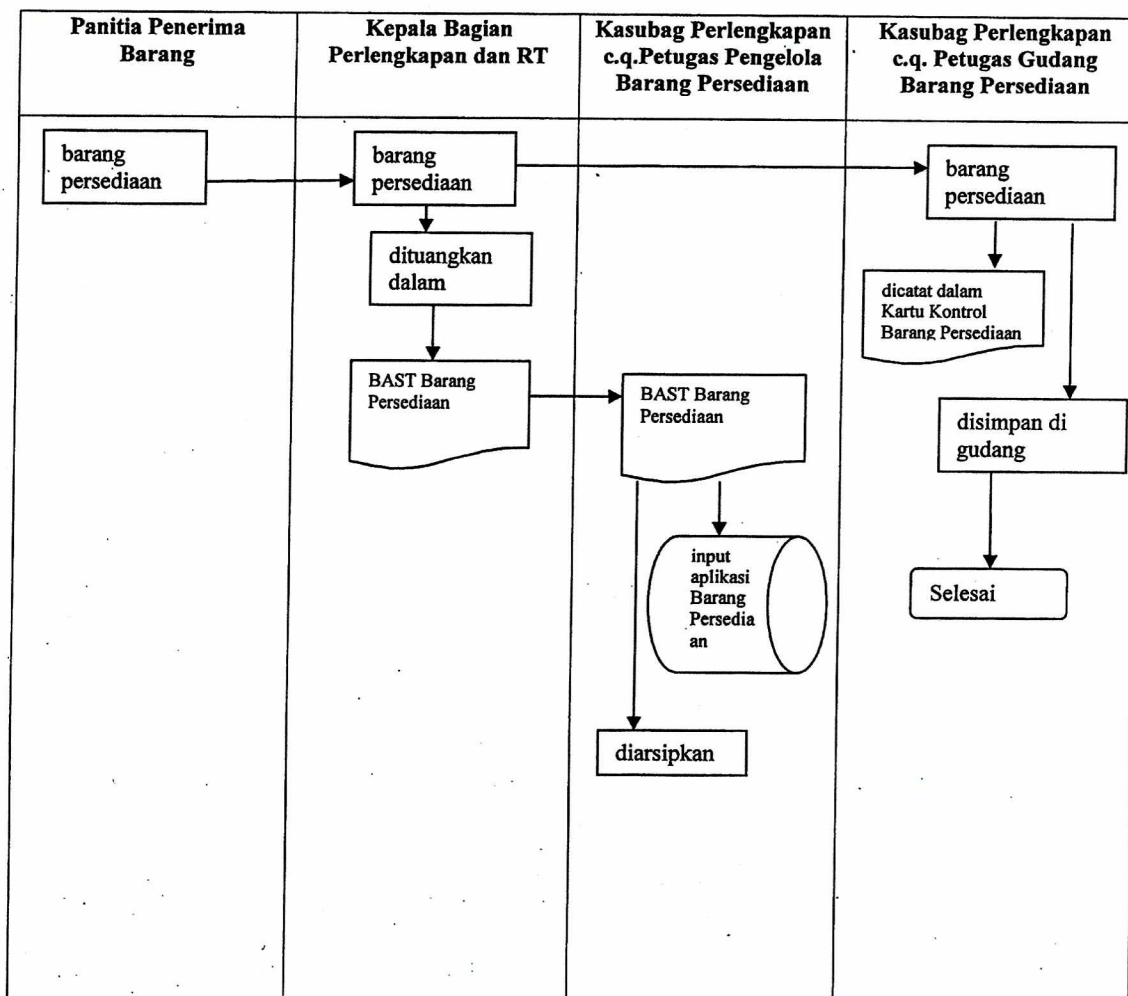 Panitia Penerima
Barang
Kepala Bagian
Perlengkapan dan RT
Kasubag Perlengkapan
c.q.Petugas Pengelola
Barang Persediaan
Kasubag Perlengkapan
c.q. Petugas Gudang
Barang Persediaan
barang
persediaan
barang
persediaan
barang
persediaan
dituangkan
dalam
dicatat dalam
Kartu Kontrol
Barang Persediaan
BAST Barang
Persediaan
BAST Barang
Persediaan
disimpan di
gudang
input
aplikasi
Barang
Persedia
an
Selesai
diarsipkan